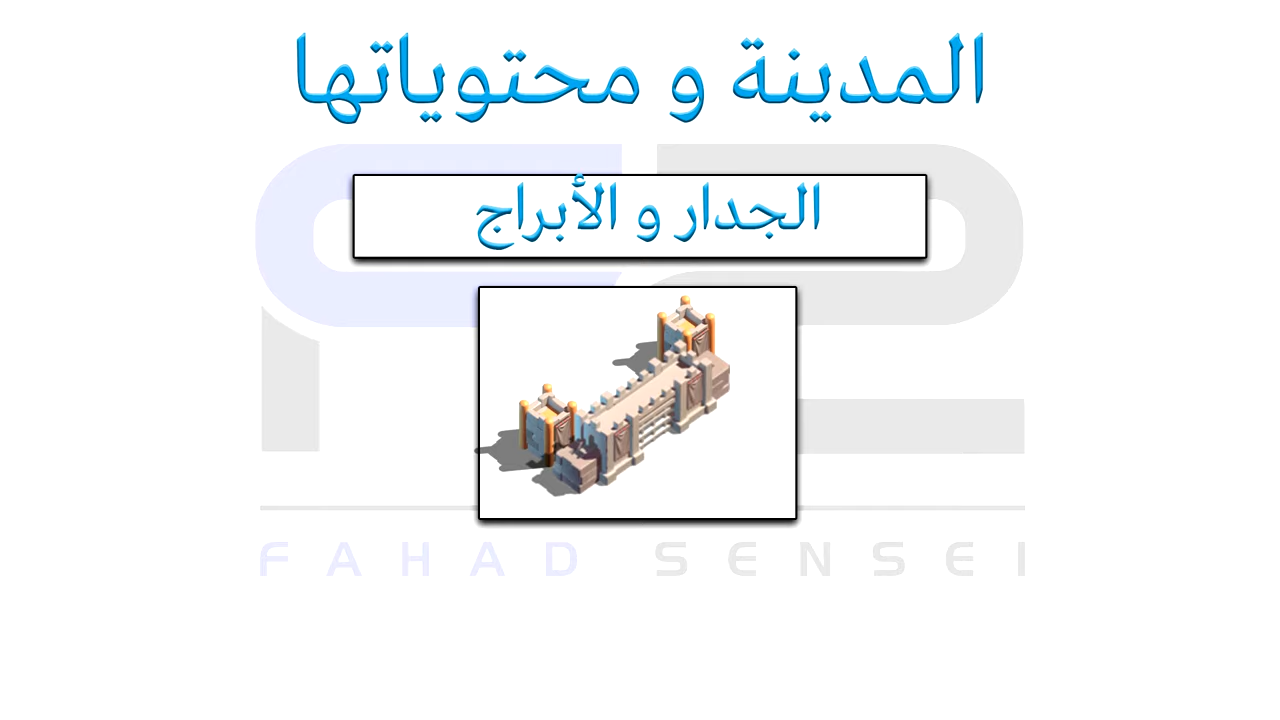 المدينة و محتوياتها
الجدار و الأبراج
FAHAD SENSEI